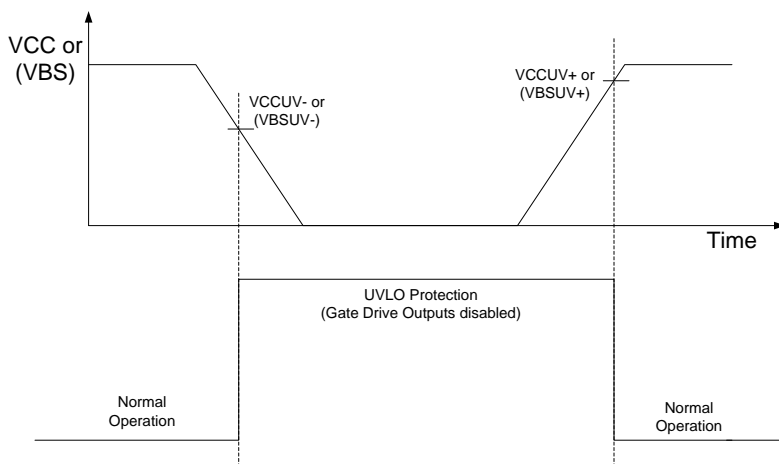 VCC or
(VBS)
VCCUV- or
(VBSUV-)
VCCUV+ or
(VBSUV+)
Time
UVLO Protection
(Gate Drive Outputs disabled)
Normal
Operation
Normal
Operation